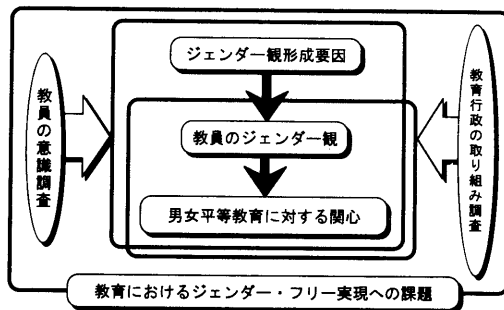 ジェンダー観形成要因
教員の意識調査
教員のジェンダー観
教育行政の取り組み調査
男女平等教育に対する関心
教育におけるジェンダー・フリー実現への課題